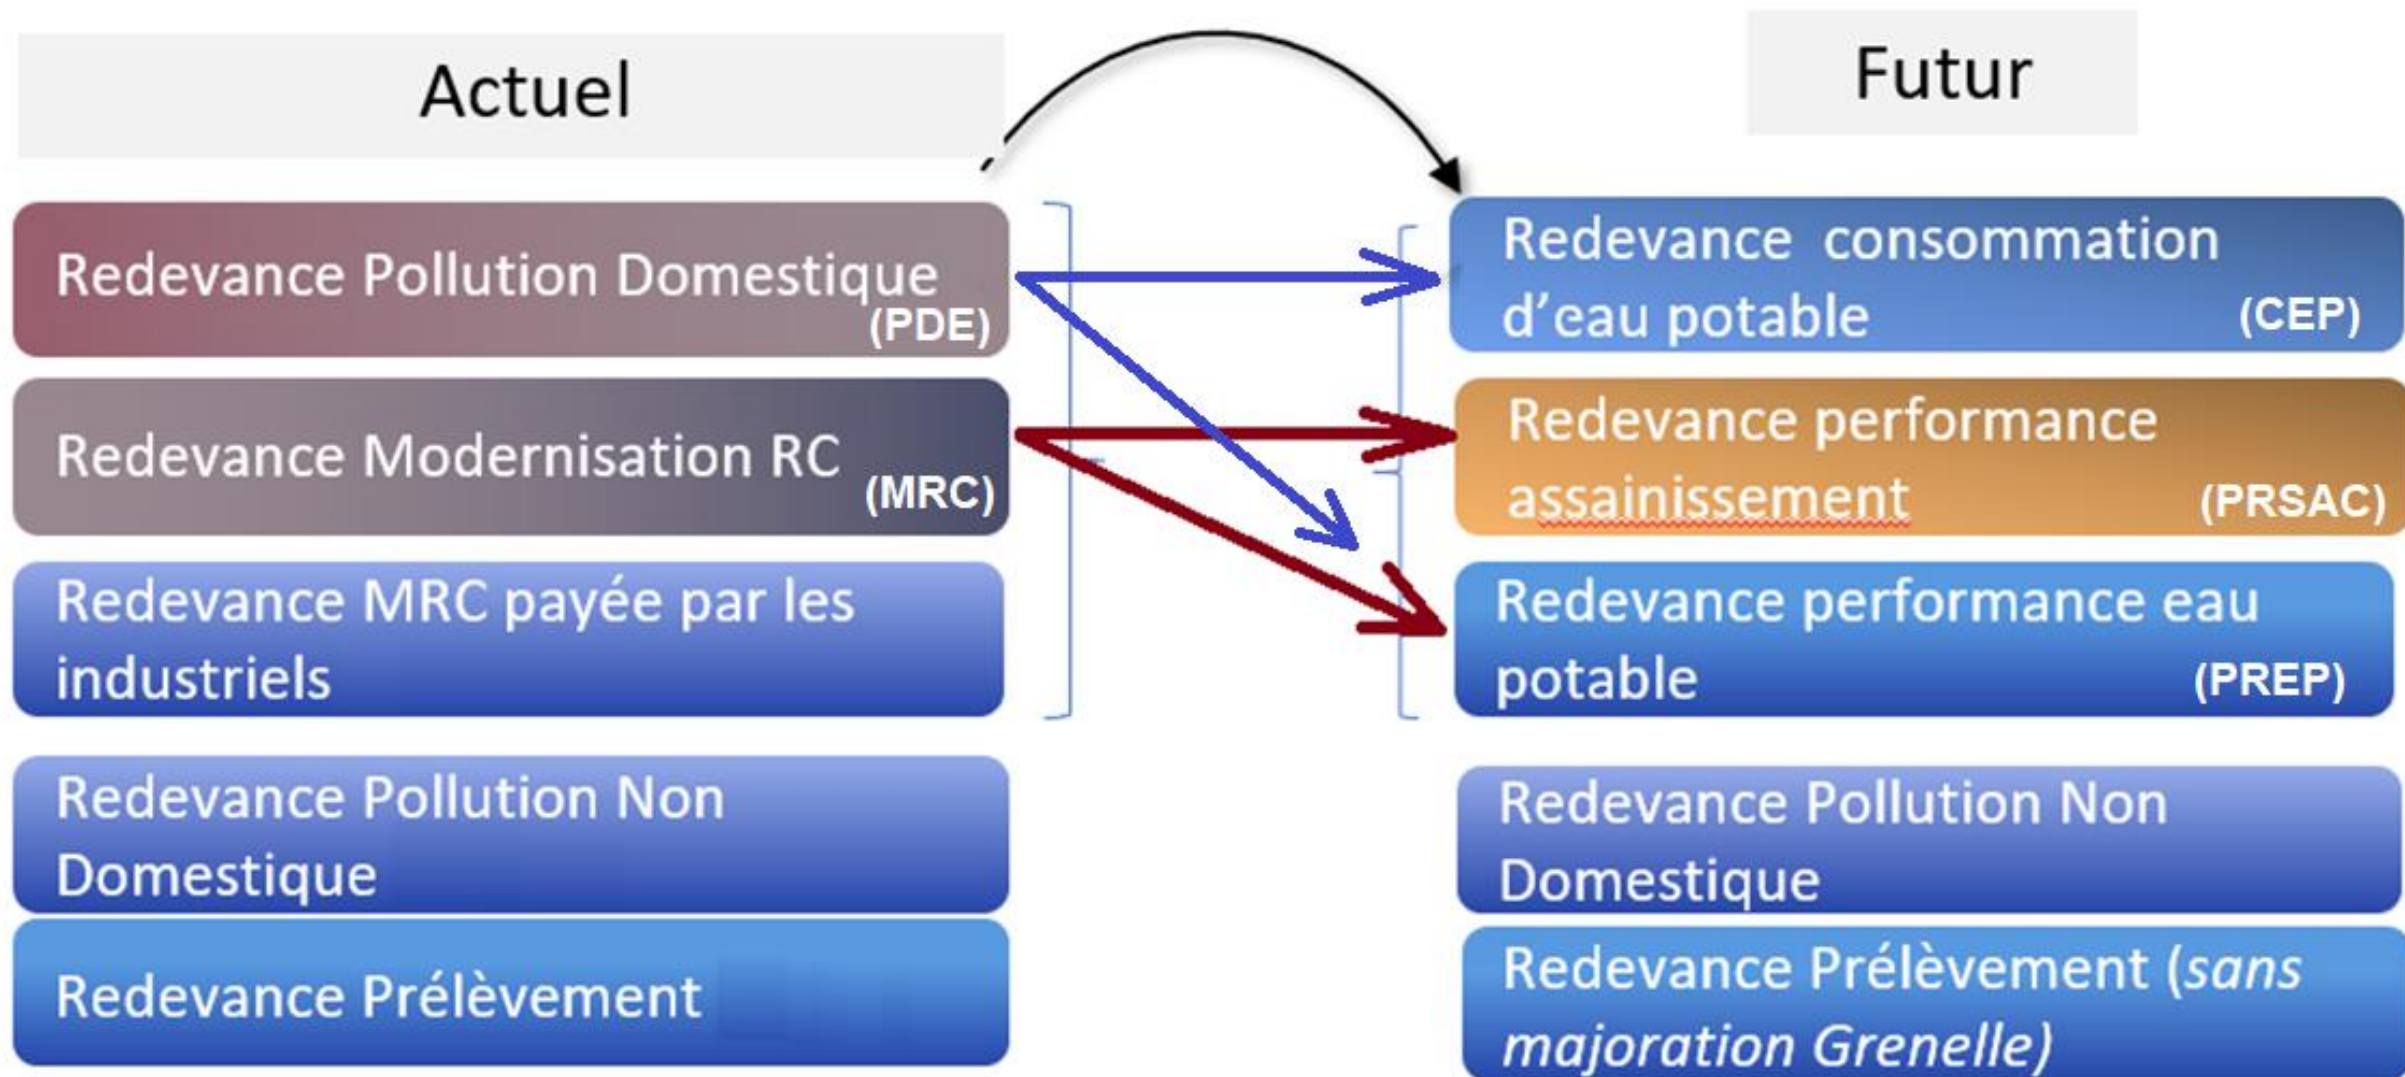 Actuel
Redevance Pollution Domestique
(PDE)
Redevance Modernisation RC
(MRC)
Redevance MRC payée par les
industriels
Redevance Pollution Non
Domestique
Redevance Prélèvement
Futur
Redevance consommation
d'eau potable (CEP)
Redevance performance
assainissement (PRSAC)
Redevance performance eau
potable (PREP)
Redevance Pollution Non
Domestique
Redevance Prélèvement (sans
majoration Grenelle)